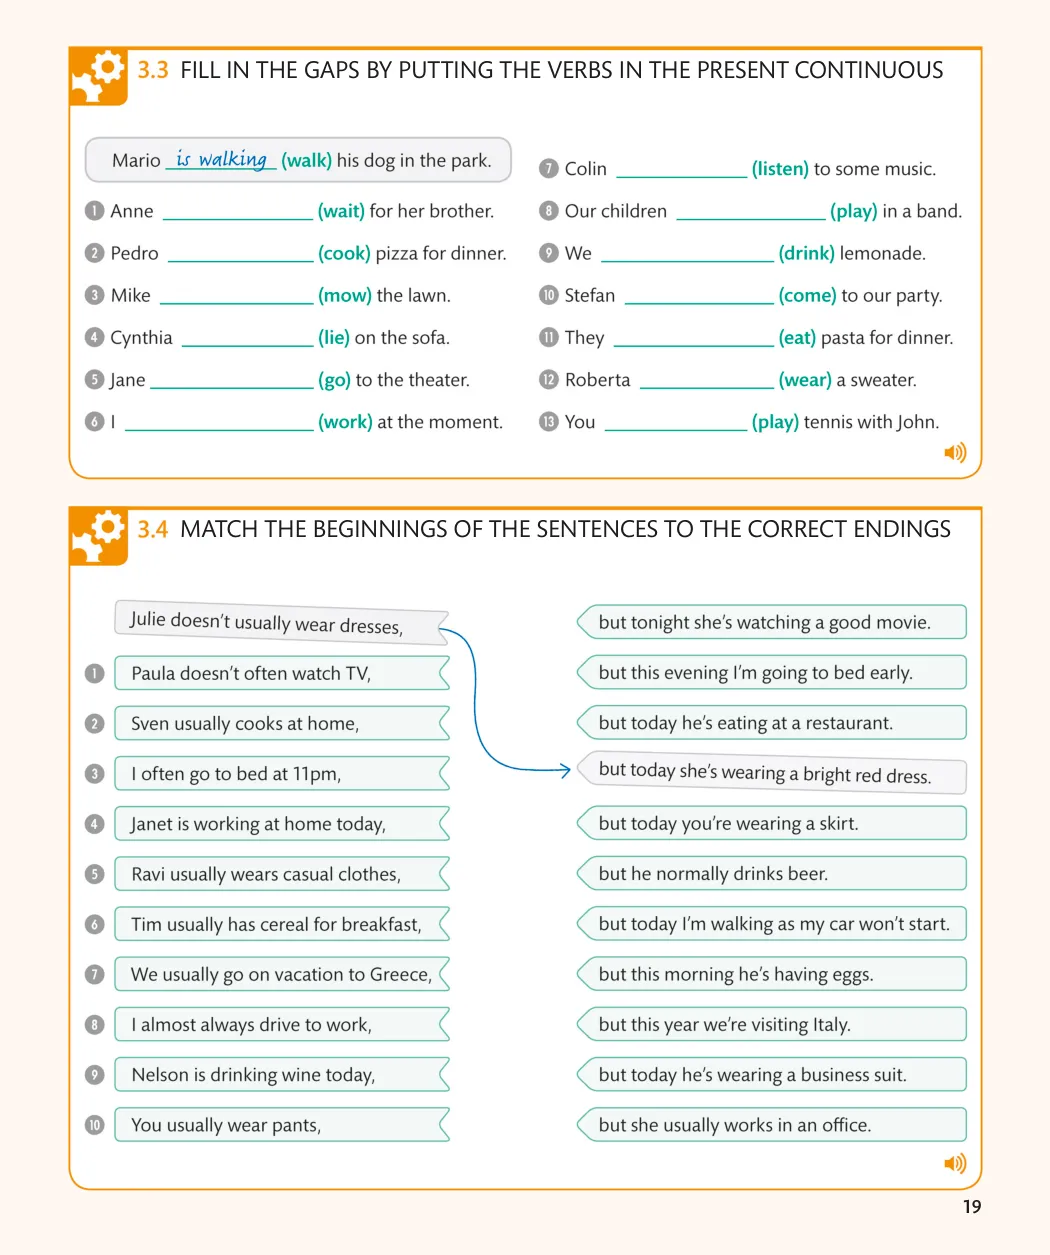 3.3 FILL IN THE GAPS BY PUTTING THE VERBS IN THE PRESENT CONTINUOUS
Mario is walking (walk) his dog in the park.
1 Anne ______ (wait) for her brother.
2 Pedro ______ (cook) pizza for dinner.
3 Mike ______ (mow) the lawn.
4 Cynthia ______ (lie) on the sofa.
5 Jane ______ (go) to the theater.
6 I ______ (work) at the moment.
7 Colin ______ (listen) to some music.
8 Our children ______ (play) in a band.
9 We ______ (drink) lemonade.
10 Stefan ______ (come) to our party.
11 They ______ (eat) pasta for dinner.
12 Roberta ______ (wear) a sweater.
13 You ______ (play) tennis with John.
3.4 MATCH THE BEGINNINGS OF THE SENTENCES TO THE CORRECT ENDINGS
Julie doesn't usually wear dresses,
1 Paula doesn't often watch TV,
2 Sven usually cooks at home,
3 I often go to bed at 11pm,
4 Janet is working at home today,
5 Ravi usually wears casual clothes,
6 Tim usually has cereal for breakfast,
7 We usually go on vacation to Greece,
8 I almost always drive to work,
9 Nelson is drinking wine today,
10 You usually wear pants,
but tonight she's watching a good movie.
but this evening I'm going to bed early.
but today he's eating at a restaurant.
but today she's wearing a bright red dress.
but today you're wearing a skirt.
but he normally drinks beer.
but today I'm walking as my car won't start.
but this morning he's having eggs.
but this year we're visiting Italy.
but today he's wearing a business suit.
but she usually works in an office.
19